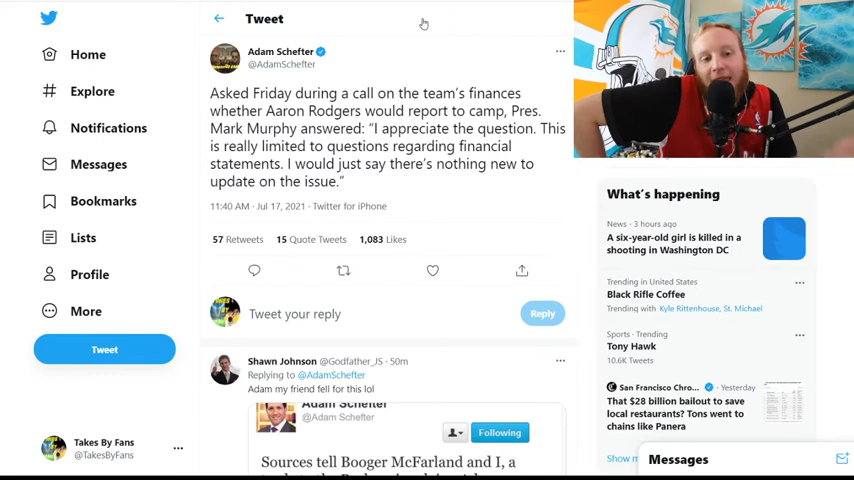 Tweet
Home
Explore
Notifications
Messages
Bookmarks
Lists
Profile
More
Tweet
Takes By Fans
@TakesByFans
Adam Schefter
@AdamSchefter
Asked Friday during a call on the team's finances
whether Aaron Rodgers would report to camp, Pres.
Mark Murphy answered: “I appreciate the question. This
is really limited to questions regarding financial
statements. I would just say there's nothing new to
update on the issue.”
11:40 AM · Jul 17, 2021 · Twitter for iPhone
57 Retweets 15 Quote Tweets 1,083 Likes
Tweet your reply
Reply
Shawn Johnson @Godfather_JS · 50m
Replying to @AdamSchefter
Adam my friend fell for this lol
Adam Schefter
@Adam Schefter
Following
Sources tell Booger McFarland and I, a
What's happening
News · 3 hours ago
A six-year-old girl is killed in a
shooting in Washington DC
Trending in United States
Black Rifle Coffee
Trending with Kyle Rittenhouse, St. Michael
Sports · Trending
Tony Hawk
10.6K Tweets
San Francisco Chro... · Yesterday
That $28 billion bailout to save
local restaurants? Tons went to
chains like Panera
Show m
Messages